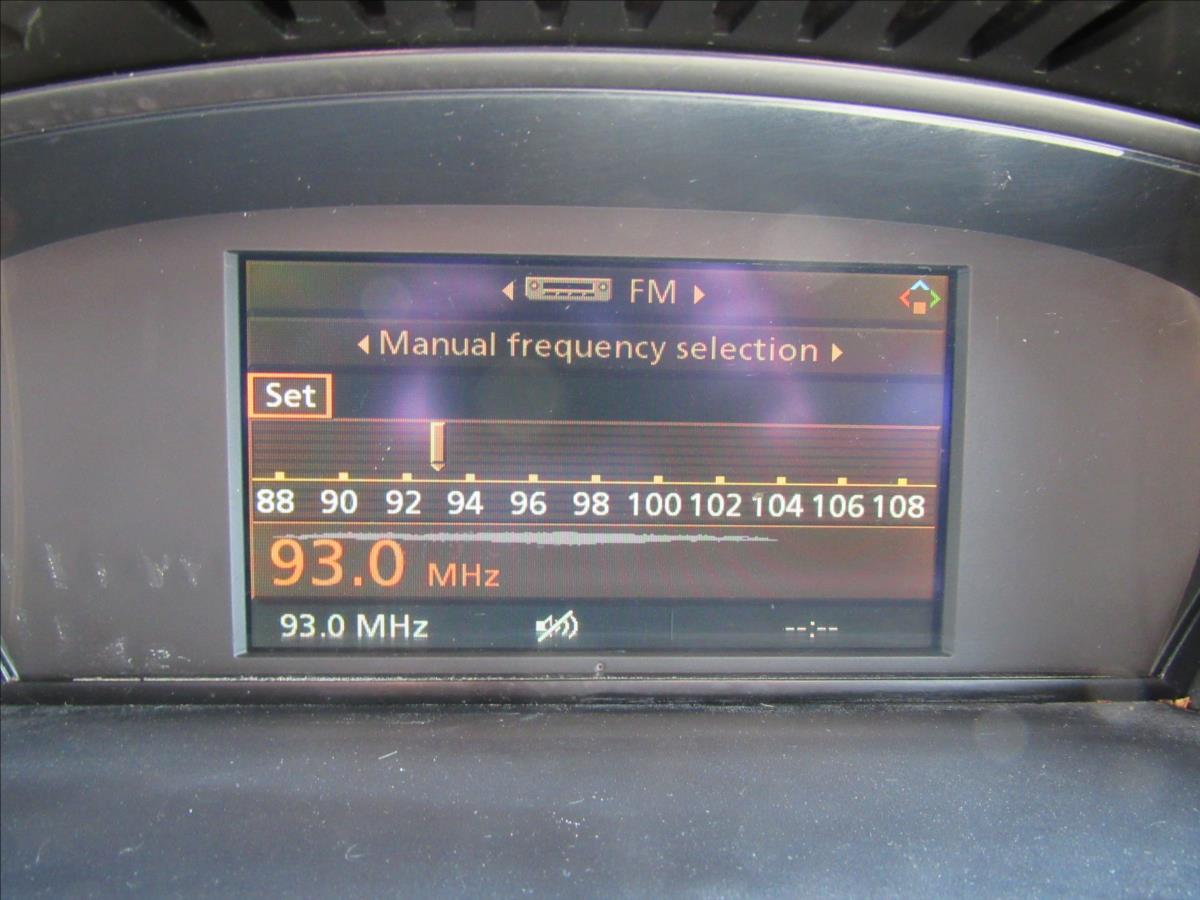 FM
Manual frequency selection
Set
88 90 92 94 96 98 100 102 104 106 108
93.0 MHz
93.0 MHz --:--